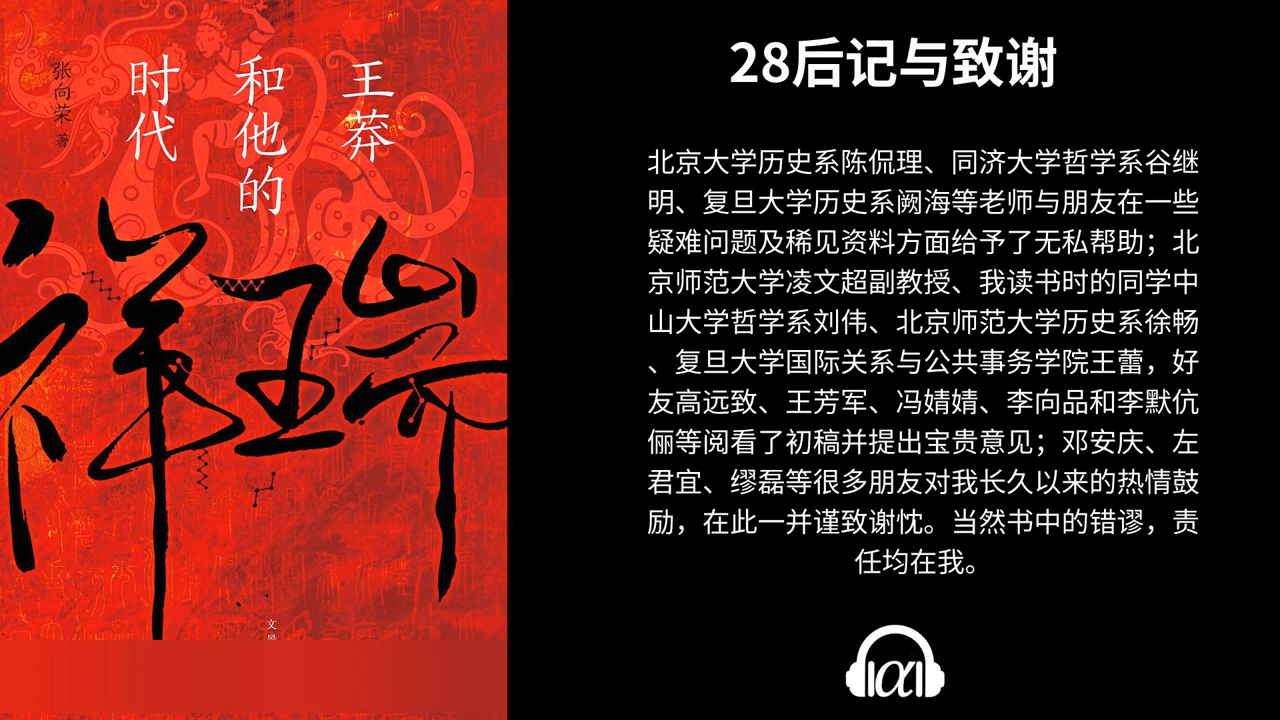 王莽
和他的
时代
张向荣 著
祥瑞
文景
28后记与致谢
北京大学历史系陈侃理、同济大学哲学系谷继
明、复旦大学历史系阙海等老师与朋友在一些
疑难问题及稀见资料方面给予了无私帮助；北
京师范大学凌文超副教授、我读书时的同学中
山大学哲学系刘伟、北京师范大学历史系徐畅
、复旦大学国际关系与公共事务学院王蕾，好
友高远致、王芳军、冯婧婧、李向品和李默伉
俪等阅看了初稿并提出宝贵意见；邓安庆、左
君宜、缪磊等很多朋友对我长久以来的热情鼓
励，在此一并谨致谢忱。当然书中的错谬，责
任均在我。